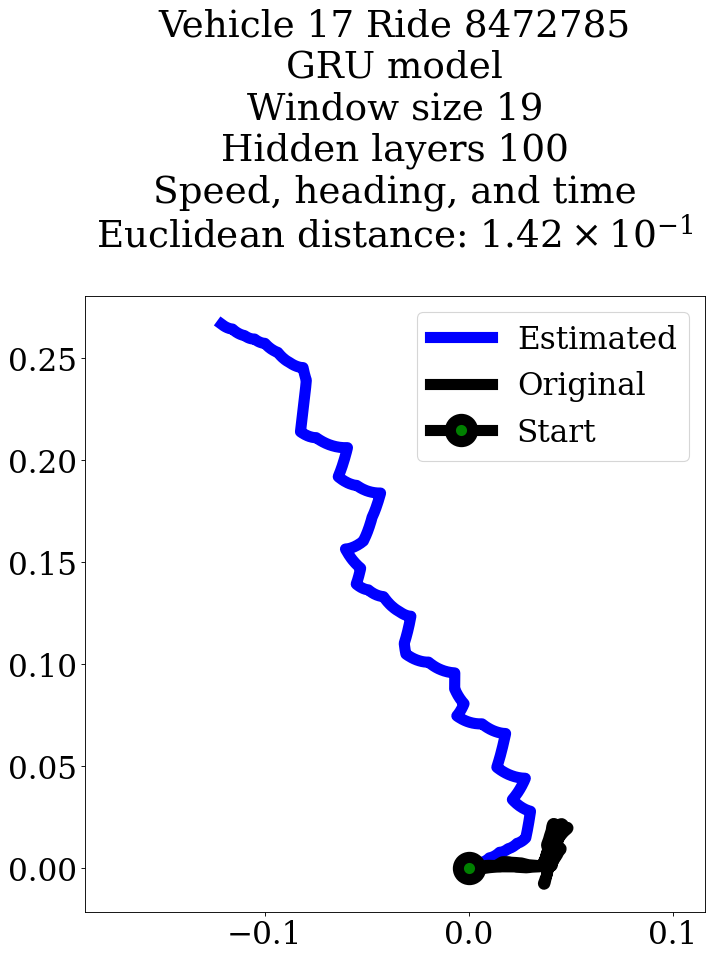 Vehicle 17 Ride 8472785
GRU model
Window size 19
Hidden layers 100
Speed, heading, and time
Euclidean distance: 1.42 × 10⁻¹
Estimated
Original
Start
0.25
0.20
0.15
0.10
0.05
0.00
−0.1
0.0
0.1